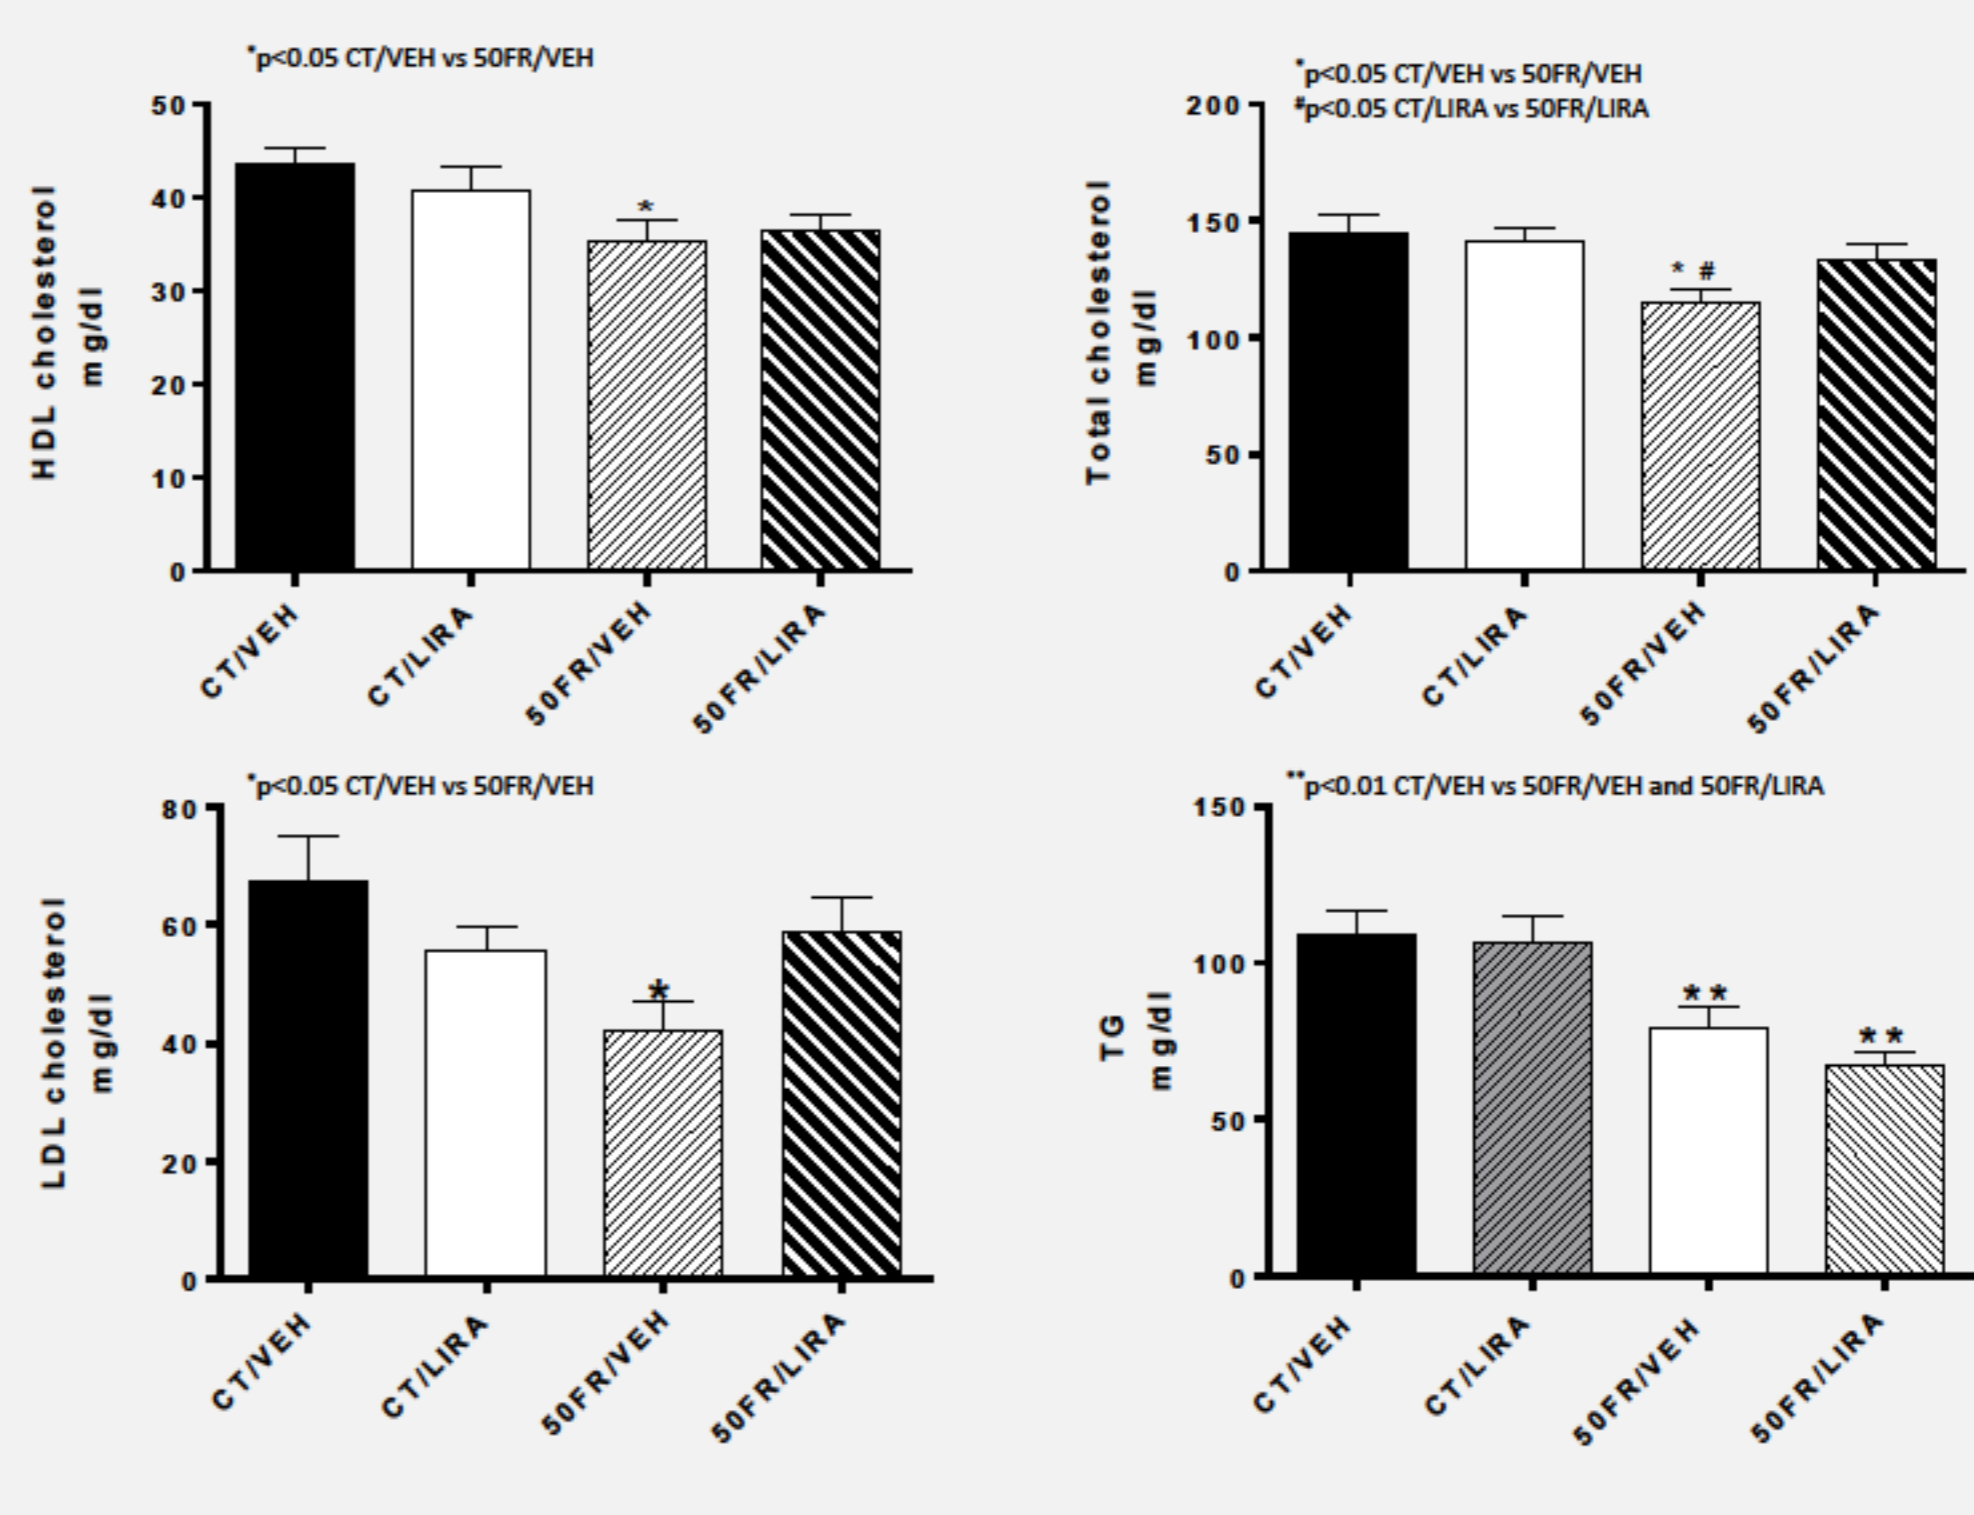 *p<0.05 CT/VEH vs 50FR/VEH
50
40
30
20
10
0
HDL cholesterol
mg/dl
*
CT/VEH
CT/LIRA
50FR/VEH
50FR/LIRA
*p<0.05 CT/VEH vs 50FR/VEH
#p<0.05 CT/LIRA vs 50FR/LIRA
200
150
100
50
0
Total cholesterol
mg/dl
* #
CT/VEH
CT/LIRA
50FR/VEH
50FR/LIRA
*p<0.05 CT/VEH vs 50FR/VEH
80
60
40
20
0
LDL cholesterol
mg/dl
*
CT/VEH
CT/LIRA
50FR/VEH
50FR/LIRA
**p<0.01 CT/VEH vs 50FR/VEH and 50FR/LIRA
150
100
50
0
TG
mg/dl
**
**
CT/VEH
CT/LIRA
50FR/VEH
50FR/LIRA